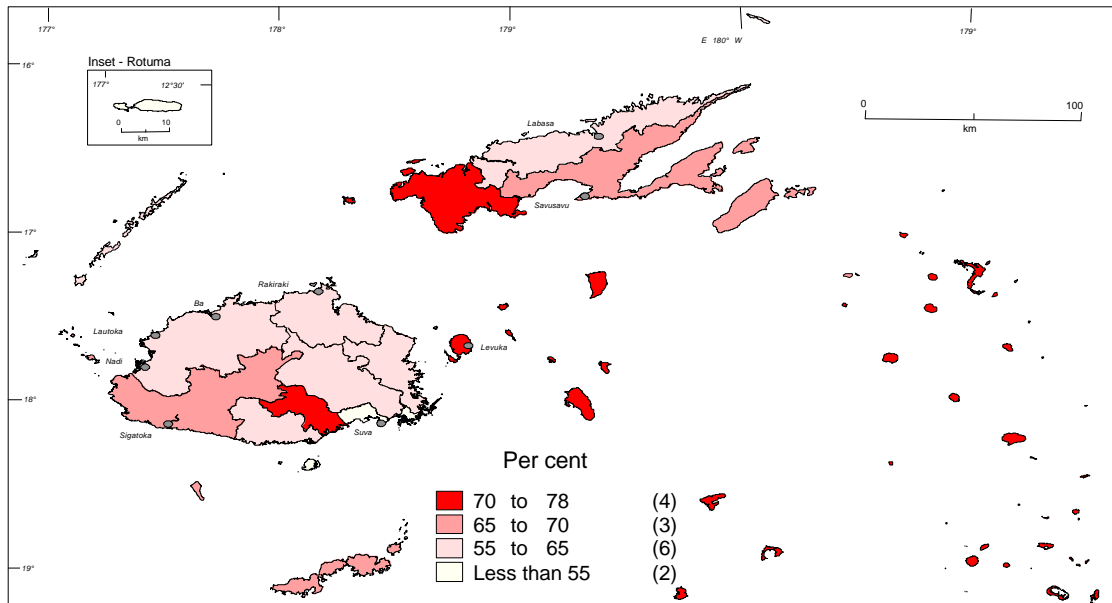 177°
178°
179°
E 180° W
179°
16°
17°
18°
19°
Inset - Rotuma
177°
12°30'
0 10
km
0 100
km
Labasa
Savusavu
Rakiraki
Ba
Lautoka
Nadi
Levuka
Sigatoka
Suva
Per cent
70 to 78 (4)
65 to 70 (3)
55 to 65 (6)
Less than 55 (2)